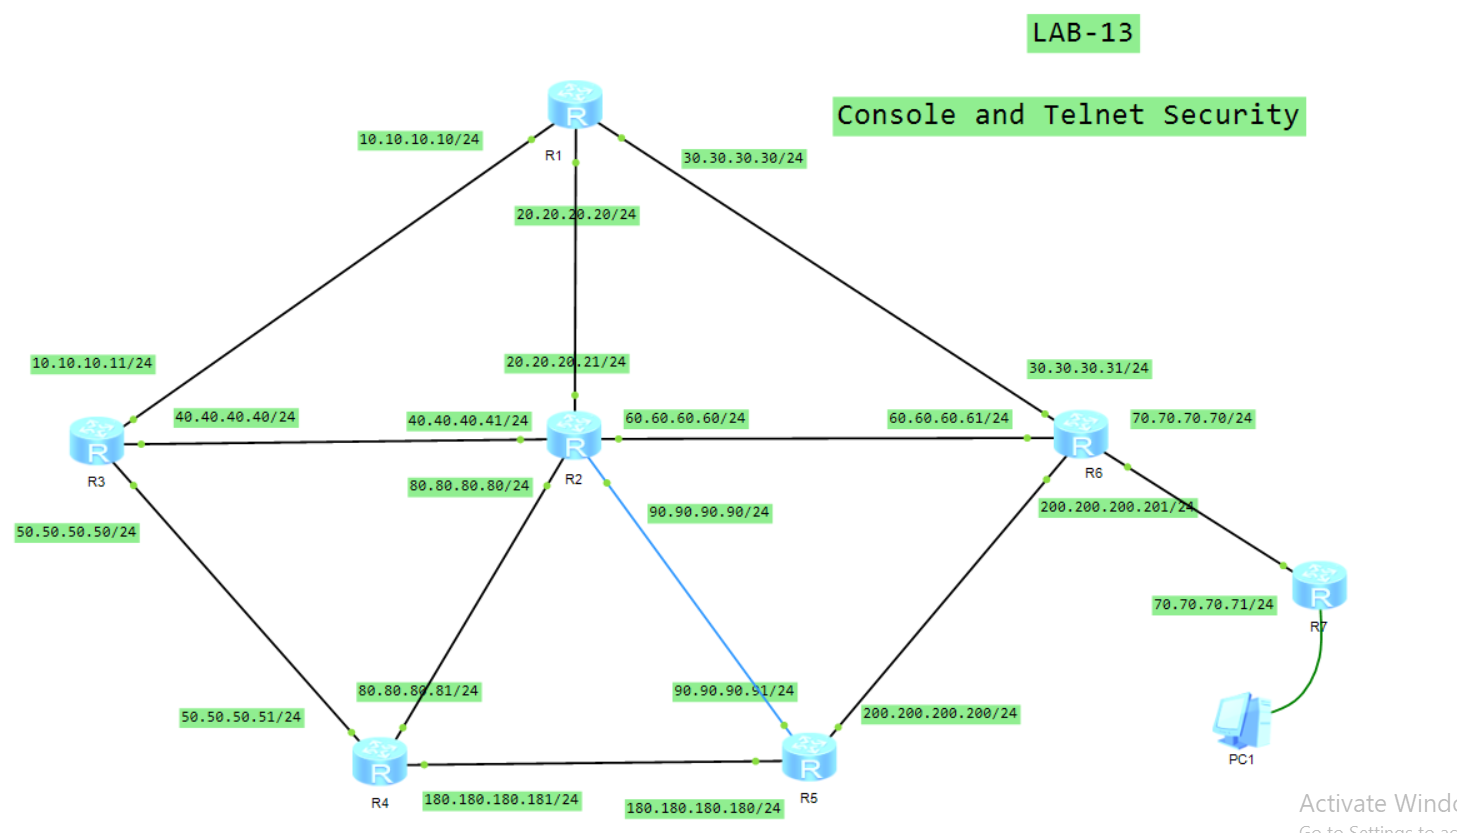 LAB-13
Console and Telnet Security
10.10.10.10/24
R1
30.30.30.30/24
20.20.20.20/24
10.10.10.11/24
20.20.20.21/24
30.30.30.31/24
40.40.40.40/24
40.40.40.41/24
60.60.60.60/24
60.60.60.61/24
70.70.70.70/24
R3
R2
R6
80.80.80.80/24
90.90.90.90/24
200.200.200.201/24
50.50.50.50/24
70.70.70.71/24
R7
80.80.80.81/24
90.90.90.91/24
50.50.50.51/24
200.200.200.200/24
PC1
R4
R5
180.180.180.181/24
180.180.180.180/24
R
R
R
R
R
R
R
Activate Windo